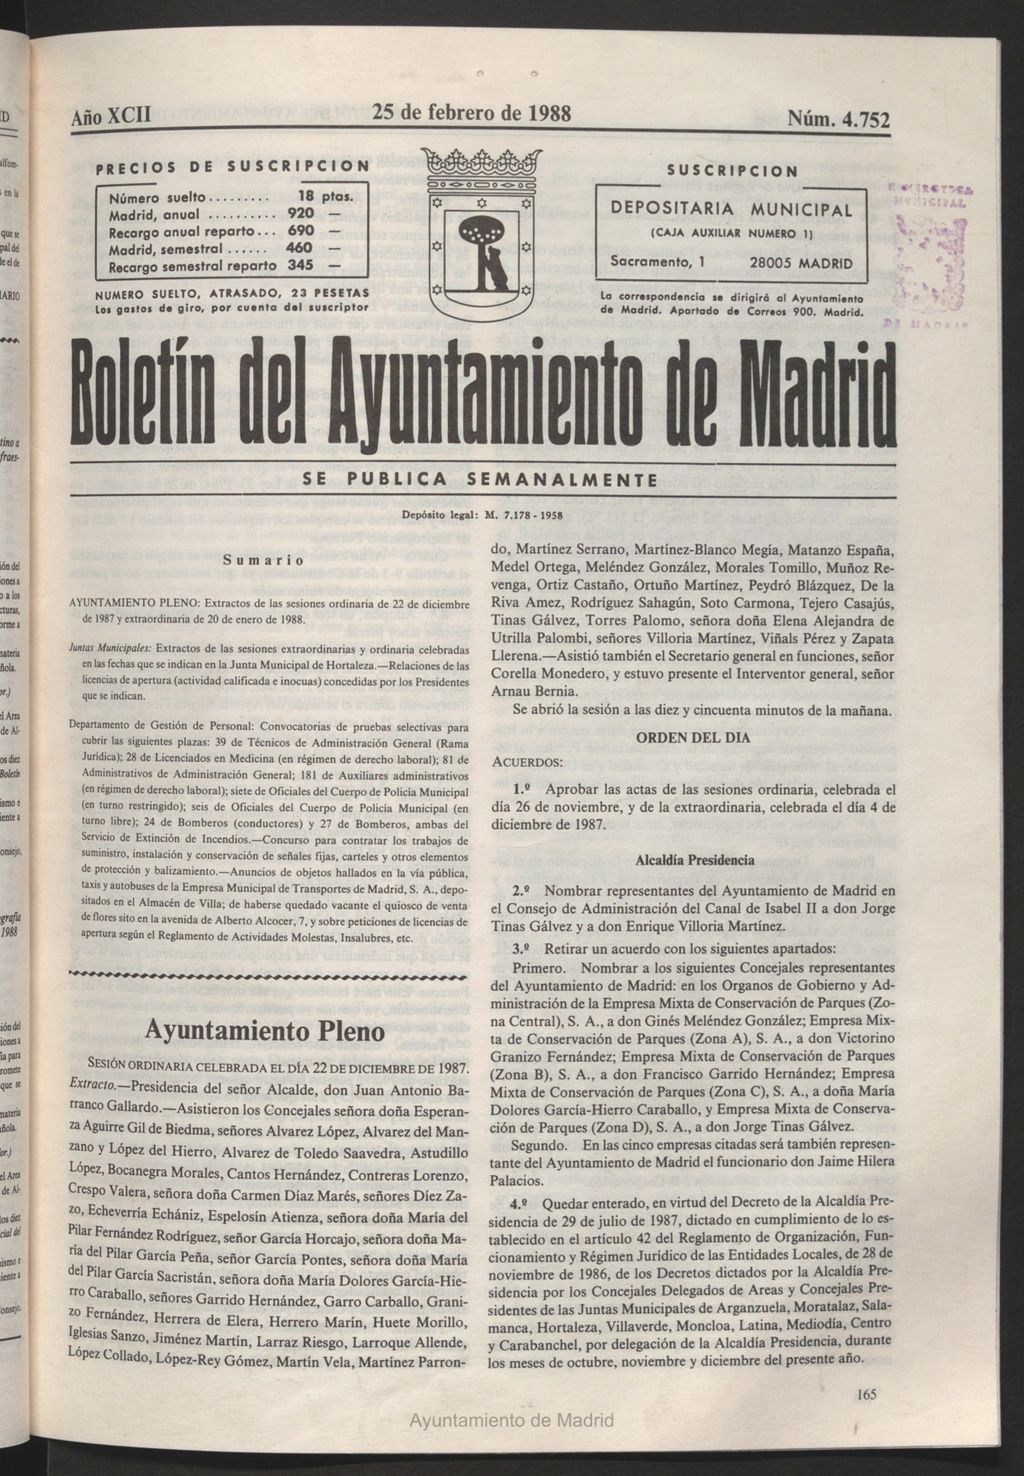 Año XCII
25 de febrero de 1988
Núm. 4.752
PRECIOS DE SUSCRIPCION
Número suelto.......... 18 ptas.
Madrid, anual .......... 920 —
Recargo anual reparto... 690 —
Madrid, semestral ...... 460 —
Recargo semestral reparto 345 —
NUMERO SUELTO, ATRASADO, 23 PESETAS
Los gastos de giro, por cuenta del suscriptor
SUSCRIPCION
DEPOSITARIA MUNICIPAL
(CAJA AUXILIAR NUMERO 1)
Sacramento, 1 28005 MADRID
La correspondencia se dirigirá al Ayuntamiento
de Madrid. Apartado de Correos 900. Madrid.
Boletín del Ayuntamiento de Madrid
SE PUBLICA SEMANALMENTE
Depósito legal: M. 7.178 - 1958
Sumario
AYUNTAMIENTO PLENO: Extractos de las sesiones ordinaria de 22 de diciembre
de 1987 y extraordinaria de 20 de enero de 1988.
Juntas Municipales: Extractos de las sesiones extraordinarias y ordinaria celebradas
en las fechas que se indican en la Junta Municipal de Hortaleza.—Relaciones de las
licencias de apertura (actividad calificada e inocuas) concedidas por los Presidentes
que se indican.
Departamento de Gestión de Personal: Convocatorias de pruebas selectivas para
cubrir las siguientes plazas: 39 de Técnicos de Administración General (Rama
Jurídica); 28 de Licenciados en Medicina (en régimen de derecho laboral); 81 de
Administrativos de Administración General; 181 de Auxiliares administrativos
(en régimen de derecho laboral); siete de Oficiales del Cuerpo de Policía Municipal
(en turno restringido); seis de Oficiales del Cuerpo de Policía Municipal (en
turno libre); 24 de Bomberos (conductores) y 27 de Bomberos, ambas del
Servicio de Extinción de Incendios.—Concurso para contratar los trabajos de
suministro, instalación y conservación de señales fijas, carteles y otros elementos
de protección y balizamiento.—Anuncios de objetos hallados en la vía pública,
taxis y autobuses de la Empresa Municipal de Transportes de Madrid, S. A., depo-
sitados en el Almacén de Villa; de haberse quedado vacante el quiosco de venta
de flores sito en la avenida de Alberto Alcocer, 7, y sobre peticiones de licencias de
apertura según el Reglamento de Actividades Molestas, Insalubres, etc.
Ayuntamiento Pleno
SESIÓN ORDINARIA CELEBRADA EL DÍA 22 DE DICIEMBRE DE 1987.
Extracto.—Presidencia del señor Alcalde, don Juan Antonio Ba-
rranco Gallardo.—Asistieron los Concejales señora doña Esperan-
za Aguirre Gil de Biedma, señores Alvarez López, Alvarez del Man-
zano y López del Hierro, Alvarez de Toledo Saavedra, Astudillo
López, Bocanegra Morales, Cantos Hernández, Contreras Lorenzo,
Crespo Valera, señora doña Carmen Díaz Marés, señores Díez Za-
zo, Echeverría Echániz, Espelosín Atienza, señora doña María del
Pilar Fernández Rodríguez, señor García Horcajo, señora doña Ma-
ría del Pilar García Peña, señor García Pontes, señora doña María
del Pilar García Sacristán, señora doña María Dolores García-Hie-
rro Caraballo, señores Garrido Hernández, Garro Carballo, Grani-
zo Fernández, Herrera de Elera, Herrero Marín, Huete Morillo,
Iglesias Sanzo, Jiménez Martín, Larraz Riesgo, Larroque Allende,
López Collado, López-Rey Gómez, Martín Vela, Martínez Parron-
do, Martínez Serrano, Martínez-Blanco Megía, Matanzo España,
Medel Ortega, Meléndez González, Morales Tomillo, Muñoz Re-
venga, Ortiz Castaño, Ortuño Martínez, Peydró Blázquez, De la
Riva Amez, Rodríguez Sahagún, Soto Carmona, Tejero Casajús,
Tinas Gálvez, Torres Palomo, señora doña Elena Alejandra de
Utrilla Palombi, señores Villoria Martínez, Viñals Pérez y Zapata
Llerena.—Asistió también el Secretario general en funciones, señor
Corella Monedero, y estuvo presente el Interventor general, señor
Arnau Bernia.
Se abrió la sesión a las diez y cincuenta minutos de la mañana.
ORDEN DEL DIA
ACUERDOS:
1.º Aprobar las actas de las sesiones ordinaria, celebrada el
día 26 de noviembre, y de la extraordinaria, celebrada el día 4 de
diciembre de 1987.
Alcaldía Presidencia
2.º Nombrar representantes del Ayuntamiento de Madrid en
el Consejo de Administración del Canal de Isabel II a don Jorge
Tinas Gálvez y a don Enrique Villoria Martínez.
3.º Retirar un acuerdo con los siguientes apartados:
Primero. Nombrar a los siguientes Concejales representantes
del Ayuntamiento de Madrid: en los Organos de Gobierno y Ad-
ministración de la Empresa Mixta de Conservación de Parques (Zo-
na Central), S. A., a don Ginés Meléndez González; Empresa Mix-
ta de Conservación de Parques (Zona A), S. A., a don Victorino
Granizo Fernández; Empresa Mixta de Conservación de Parques
(Zona B), S. A., a don Francisco Garrido Hernández; Empresa
Mixta de Conservación de Parques (Zona C), S. A., a doña María
Dolores García-Hierro Caraballo, y Empresa Mixta de Conserva-
ción de Parques (Zona D), S. A., a don Jorge Tinas Gálvez.
Segundo. En las cinco empresas citadas será también represen-
tante del Ayuntamiento de Madrid el funcionario don Jaime Hilera
Palacios.
4.º Quedar enterado, en virtud del Decreto de la Alcaldía Pre-
sidencia de 29 de julio de 1987, dictado en cumplimiento de lo es-
tablecido en el artículo 42 del Reglamento de Organización, Fun-
cionamiento y Régimen Jurídico de las Entidades Locales, de 28 de
noviembre de 1986, de los Decretos dictados por la Alcaldía Pre-
sidencia por los Concejales Delegados de Areas y Concejales Pre-
sidentes de las Juntas Municipales de Arganzuela, Moratalaz, Sala-
manca, Hortaleza, Villaverde, Moncloa, Latina, Mediodía, Centro
y Carabanchel, por delegación de la Alcaldía Presidencia, durante
los meses de octubre, noviembre y diciembre del presente año.
165
Ayuntamiento de Madrid